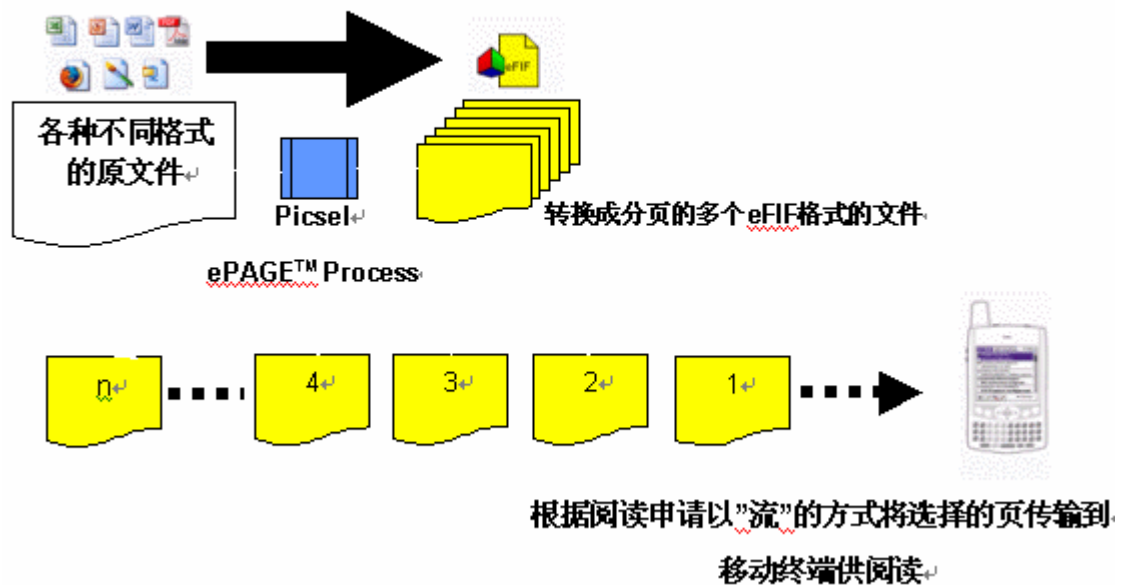 eFIF
各种不同格式
的原文件
Picsel
转换成分页的多个eFIF格式的文件
ePAGE™ Process
n
4
3
2
1
根据阅读申请以”流”的方式将选择的页传输到
移动终端供阅读